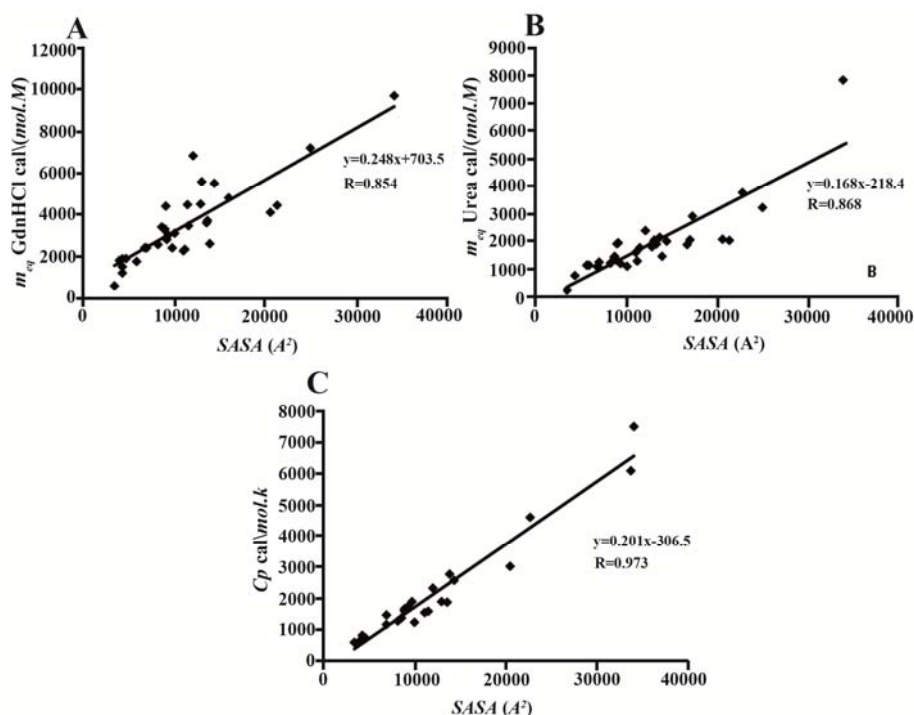 A
12000
10000
8000
6000
4000
2000
0
m_eq GdnHCl cal\(mol.M)
y=0.248x+703.5
R=0.854
0 10000 20000 30000 40000
SASA (A²)
B
9000
8000
7000
6000
5000
4000
3000
2000
1000
0
m_eq Urea cal/(mol.M)
y=0.168x-218.4
R=0.868
B
0 10000 20000 30000 40000
SASA (A²)
C
8000
7000
6000
5000
4000
3000
2000
1000
0
Cp cal\mol.k
y=0.201x-306.5
R=0.973
0 10000 20000 30000 40000
SASA (A²)